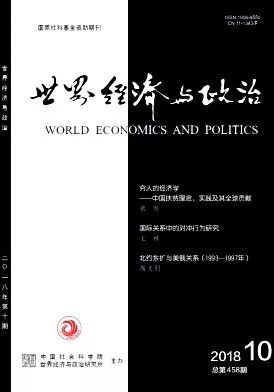 国家社科基金资助期刊
ISSN 1006-9550
CN 11-1343/F
世界经济与政治
世界經濟与政治
WORLD ECONOMICS AND POLITICS
穷人的经济学
——中国扶贫理念、实践及其全球贡献
国际关系中的对冲行为研究
王栋
北约东扩与美俄关系（1993—1997年）
二〇一八年第十期
中国社会科学院
世界经济与政治研究所 主办
2018 10
总第458期